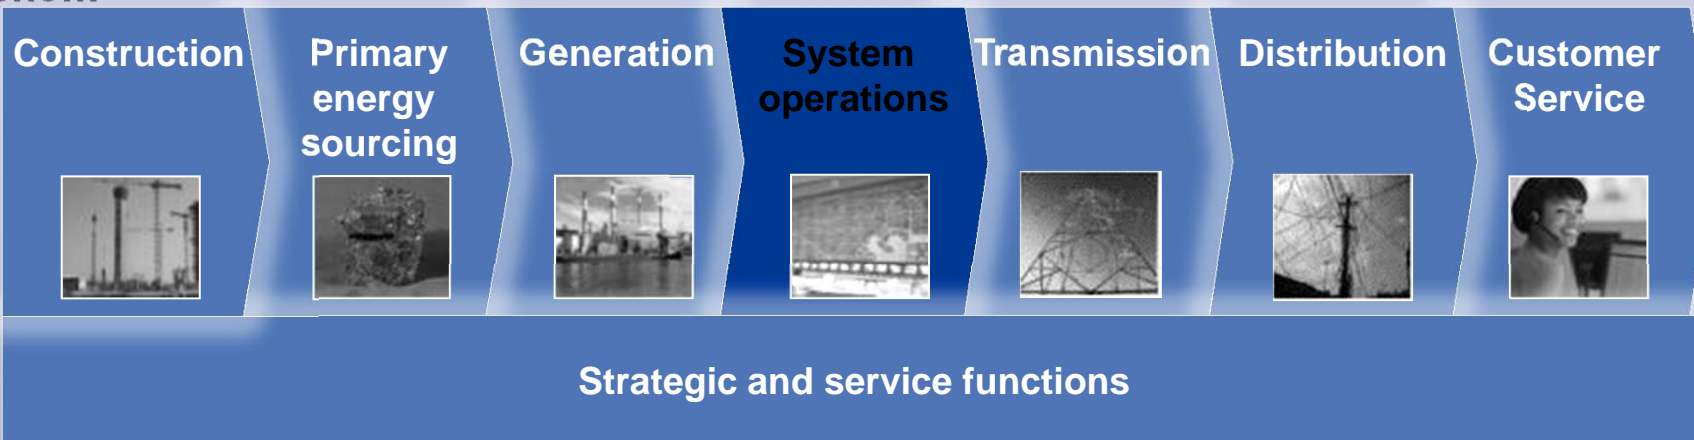 Construction
Primary
energy
sourcing
Generation
System
operations
Transmission
Distribution
Customer
Service
Strategic and service functions